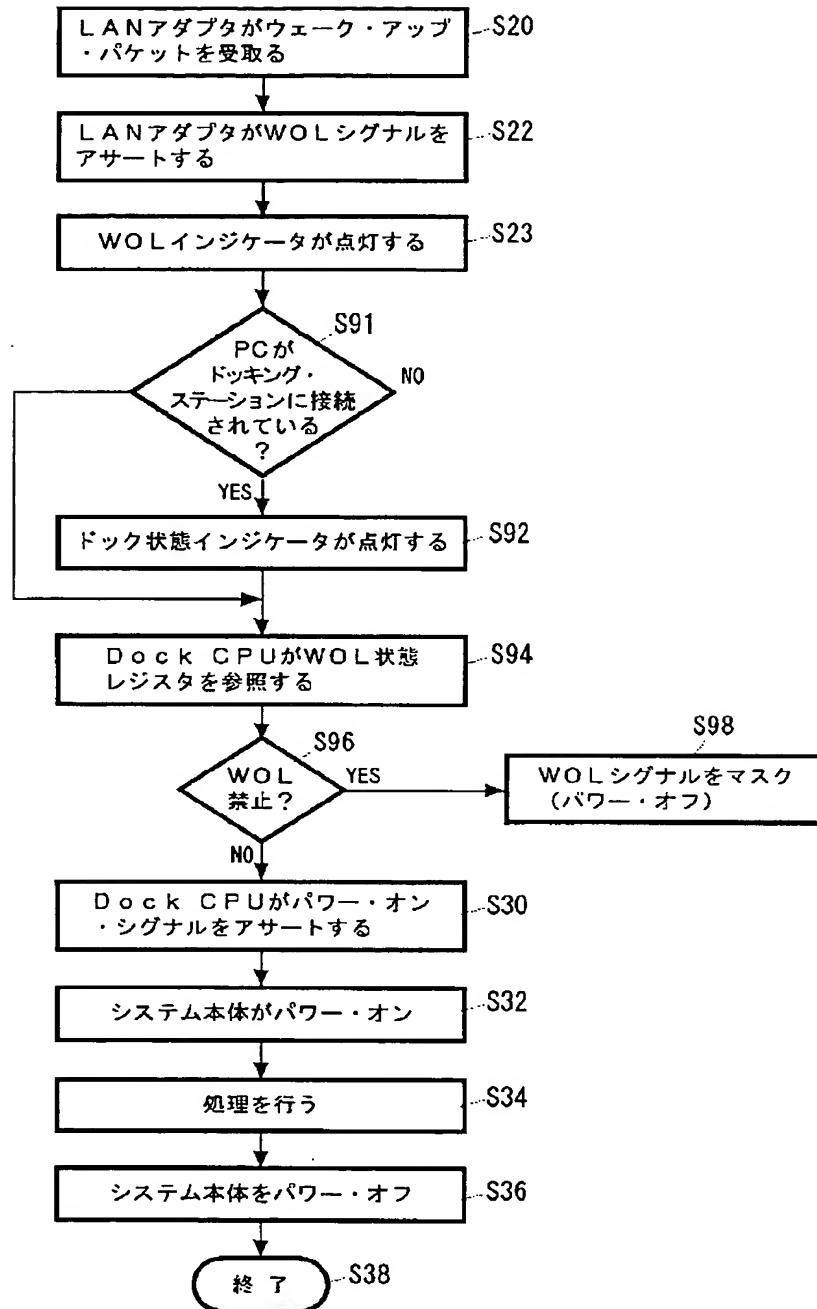 LANアダプタがウェーク・アップ
・パケットを受取る
S20
LANアダプタがWOLシグナルを
アサートする
S22
WOLインジケータが点灯する
S23
S91
PCが
ドッキング・
ステーションに接続
されている
?
NO
YES
ドック状態インジケータが点灯する
S92
Dock CPUがWOL状態
レジスタを参照する
S94
S96
WOL
禁止?
YES
S98
WOLシグナルをマスク
(パワー・オフ)
NO
Dock CPUがパワー・オン
・シグナルをアサートする
S30
システム本体がパワー・オン
S32
処理を行う
S34
システム本体をパワー・オフ
S36
終了
S38